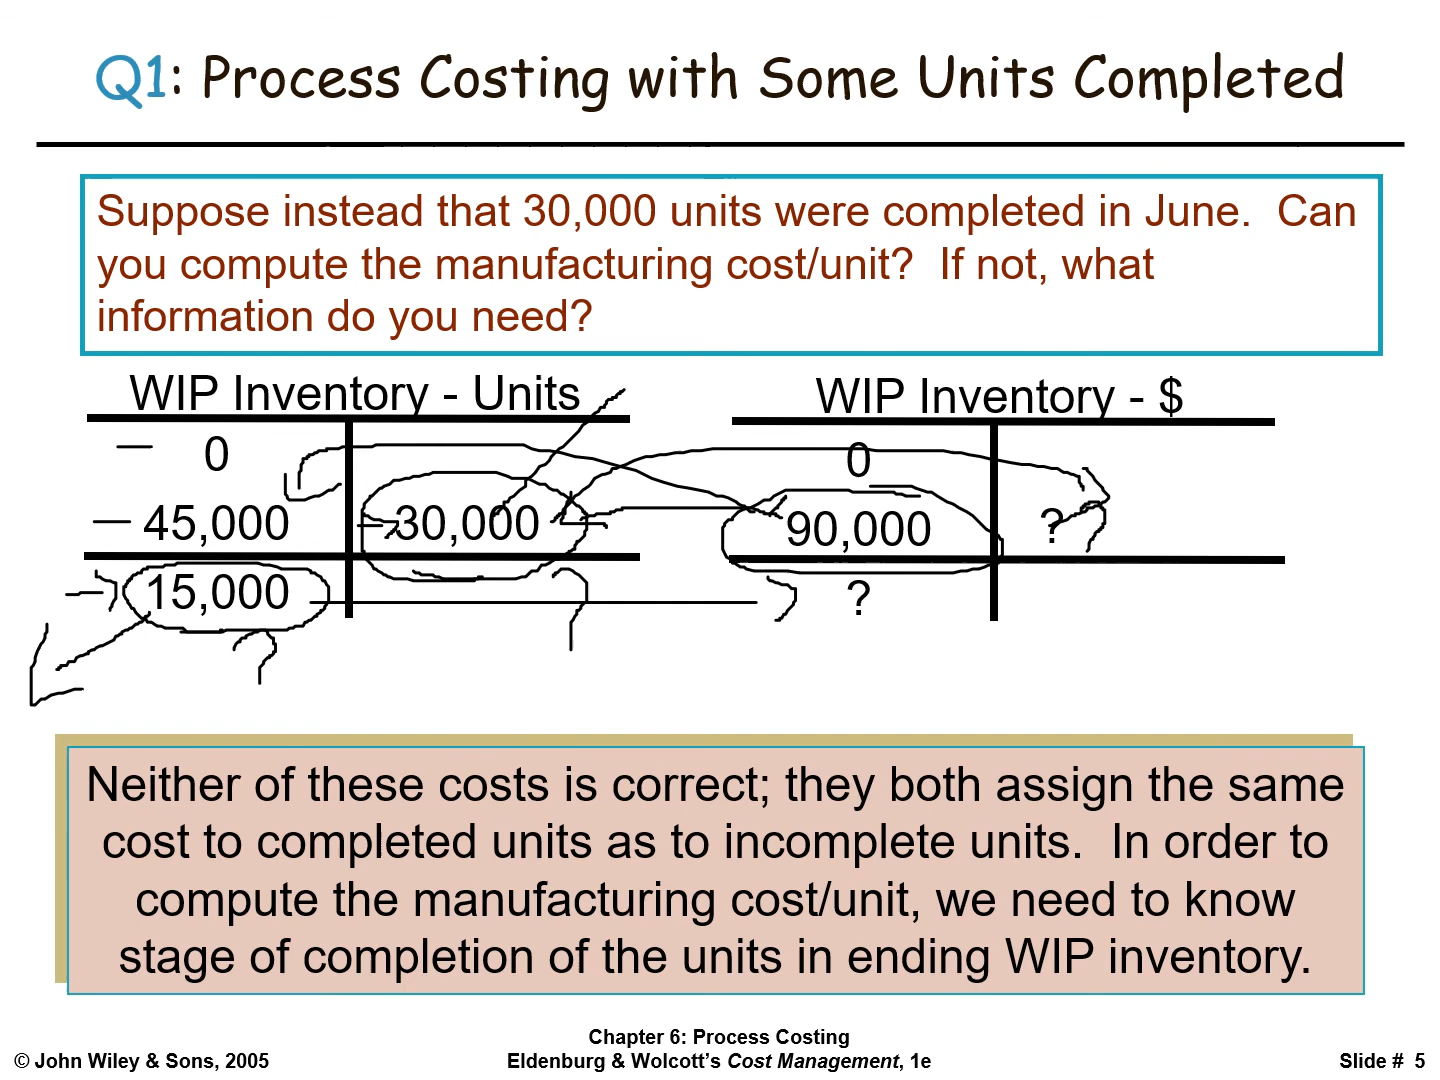 Q1: Process Costing with Some Units Completed
Suppose instead that 30,000 units were completed in June.  Can
you compute the manufacturing cost/unit?  If not, what
information do you need?
WIP Inventory - Units
0
45,000 30,000
15,000
WIP Inventory - $
0
90,000 ?
?
Neither of these costs is correct; they both assign the same
cost to completed units as to incomplete units.  In order to
compute the manufacturing cost/unit, we need to know
stage of completion of the units in ending WIP inventory.
© John Wiley & Sons, 2005
Chapter 6: Process Costing
Eldenburg & Wolcott’s Cost Management, 1e
Slide #  5